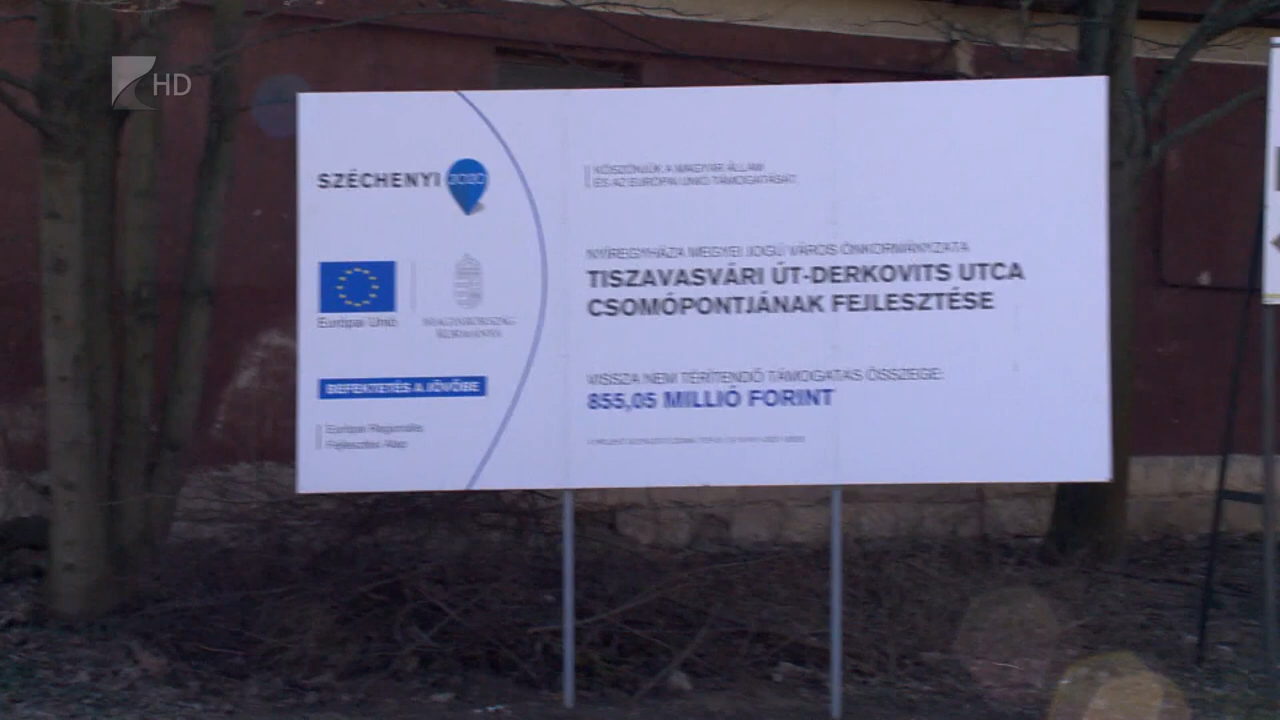 HD
SZÉCHENYI 2020
KÖSZÖNJÜK A MAGYAR ÁLLAM
ÉS AZ EURÓPAI UNIÓ TÁMOGATÁSÁT!
NYÍREGYHÁZA MEGYEI JOGÚ VÁROS ÖNKORMÁNYZATA
TISZAVASVÁRI ÚT-DERKOVITS UTCA
CSOMÓPONTJÁNAK FEJLESZTÉSE
Európai Unió
MAGYARORSZÁG
KORMÁNYA
VISSZA NEM TÉRÍTENDŐ TÁMOGATÁS ÖSSZEGE:
855,05 MILLIÓ FORINT
BEFEKTETÉS A JÖVŐBE
Európai Regionális
Fejlesztési Alap